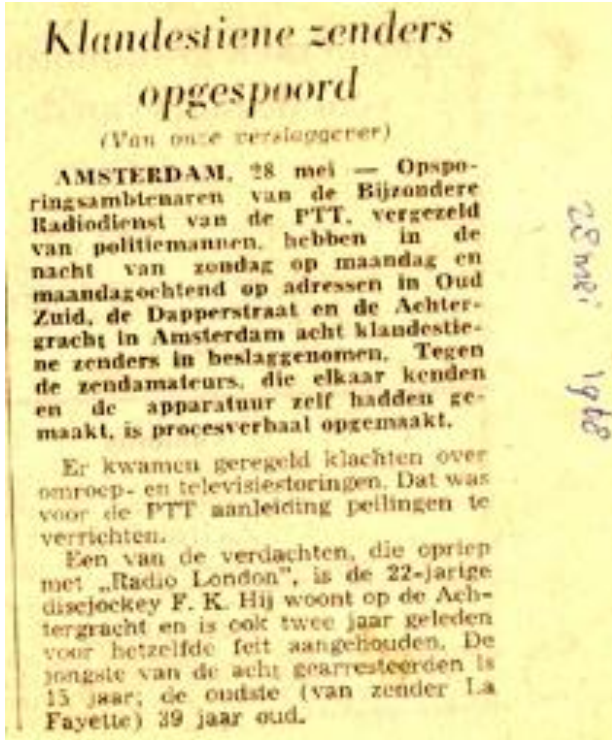 Klandestiene zenders
opgespoord
(Van onze verslaggever)
AMSTERDAM, 28 mei — Opspo-
ringsambtenaren van de Bijzondere
Radiodienst van de PTT, vergezeld
van politiemannen, hebben in de
nacht van zondag op maandag en
maandagochtend op adressen in Oud
Zuid, de Dapperstraat en de Achter-
gracht in Amsterdam acht klandestie-
ne zenders in beslaggenomen. Tegen
de zendamateurs, die elkaar kenden
en de apparatuur zelf hadden ge-
maakt, is procesverbaal opgemaakt.
Er kwamen geregeld klachten over
omroep- en televisiestoringen. Dat was
voor de PTT aanleiding peilingen te
verrichten.
Een van de verdachten, die opriep
met „Radio London”, is de 22-jarige
discjockey F. K. Hij woont op de Ach-
tergracht en is ook twee jaar geleden
voor hetzelfde feit aangehouden. De
jongste van de acht gearresteerden is
15 jaar; de oudste (van zender La
Fayette) 39 jaar oud.
28 mei 1968